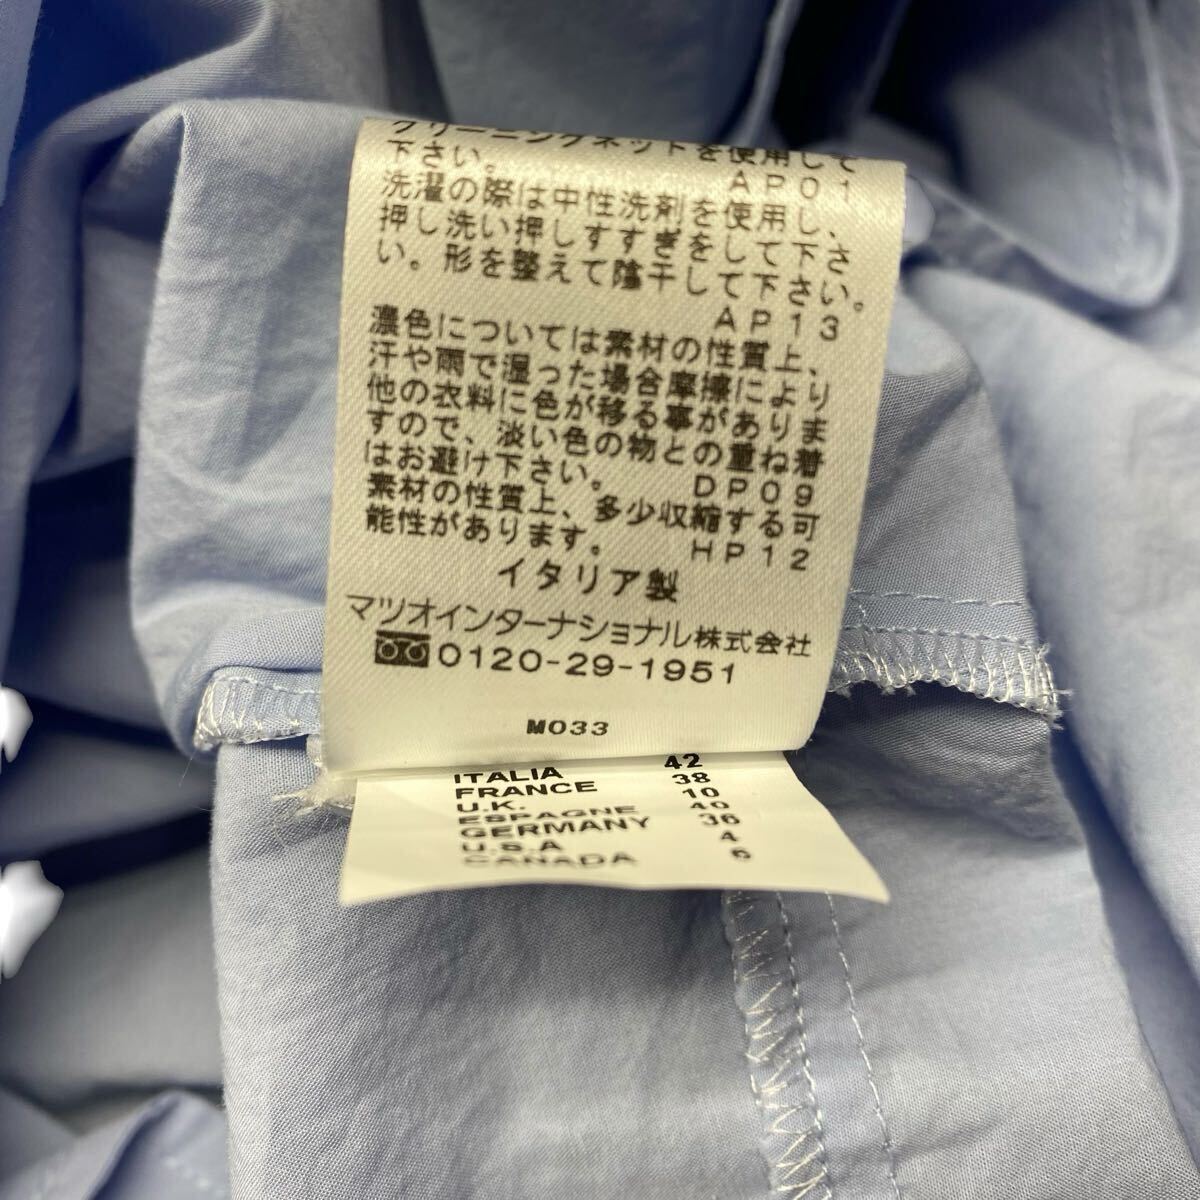 クリーニングネットを使用して
下さい。 AP01
洗濯の際は中性洗剤を使用し、
押し洗い押しすすぎをして下さ
い。形を整えて陰干して下さい。
AP13
濃色については素材の性質上、
汗や雨で湿った場合摩擦により
他の衣料に色が移る事がありま
すので、淡い色の物との重ね着
はお避け下さい。 DP09
素材の性質上、多少収縮する可
能性があります。 HP12
イタリア製
マツオインターナショナル株式会社
0120-29-1951
M033
ITALIA 42
FRANCE 38
U.K. 10
ESPAGNE 40
GERMANY 36
U.S.A 4
CANADA 6